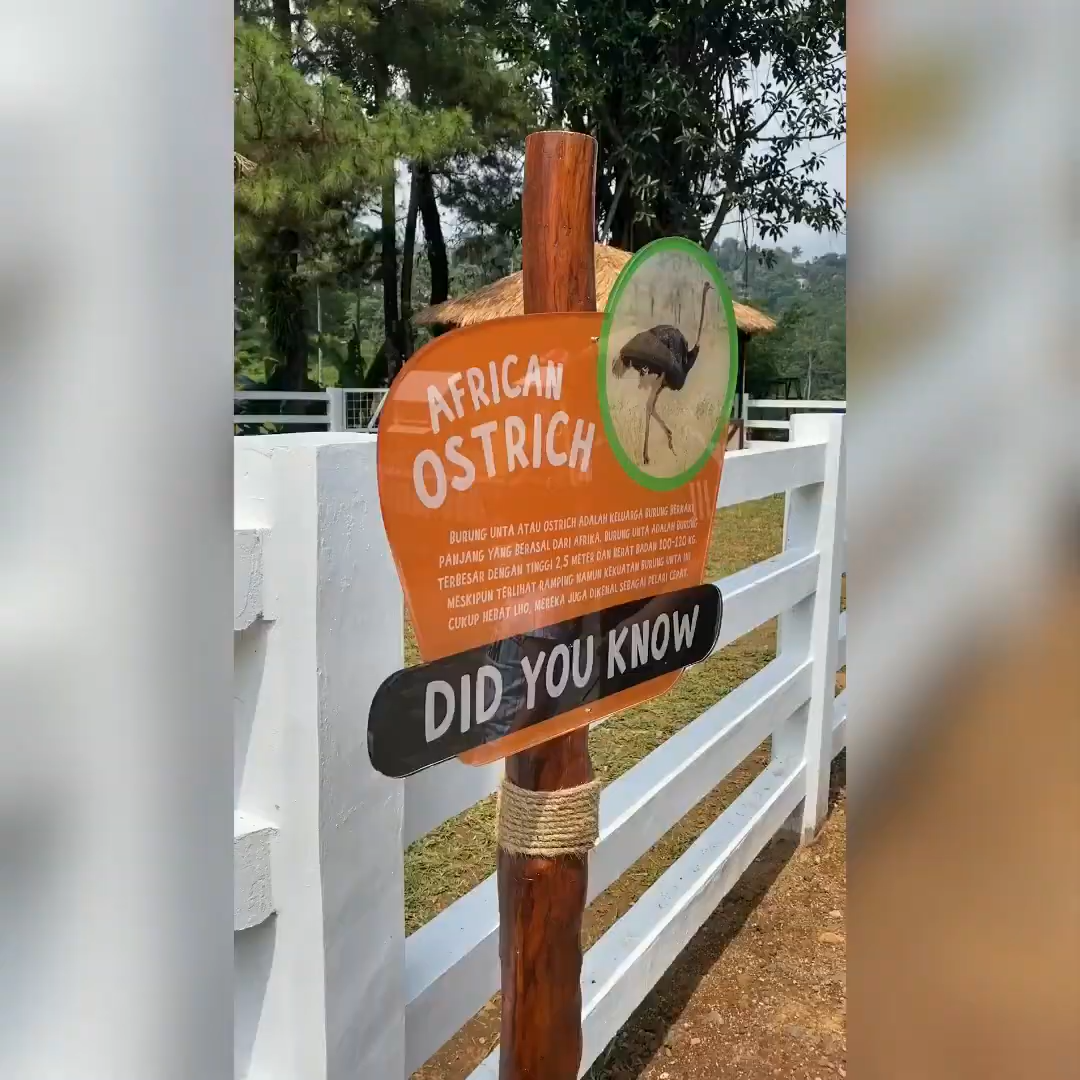 AFRICAN
OSTRICH
BURUNG UNTA ATAU OSTRICH ADALAH KELUARGA BURUNG BERKAKI
PANJANG YANG BERASAL DARI AFRIKA. BURUNG UNTA ADALAH BURUNG
TERBESAR DENGAN TINGGI 2,5 METER DAN BERAT BADAN 100-120 KG.
MESKIPUN TERLIHAT RAMPING NAMUN KEKUATAN BURUNG UNTA INI
CUKUP HEBAT LHO, MEREKA JUGA DIKENAL SEBAGAI PELARI CEPAT.
DID YOU KNOW